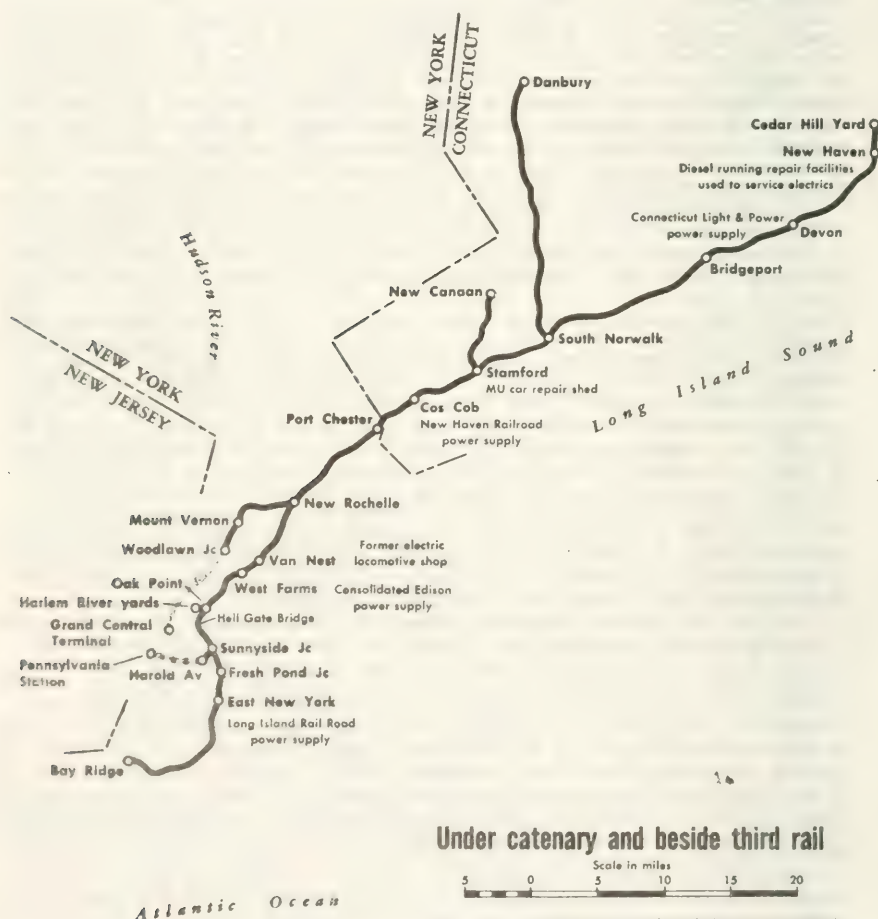 NEW YORK
CONNECTICUT
Danbury
Cedar Hill Yard
New Haven
Diesel running repair facilities
used to service electrics
Connecticut Light & Power
power supply
Devon
Bridgeport
Hudson River
New Canaan
South Norwalk
Stamford
MU car repair shed
Long Island Sound
NEW YORK
NEW JERSEY
Cos Cob
New Haven Railroad
power supply
Port Chester
New Rochelle
Mount Vernon
Woodlawn Jc
Van Nest
Former electric
locomotive shop
Oak Point
West Farms
Consolidated Edison
power supply
Harlem River yards
Hell Gate Bridge
Grand Central
Terminal
Sunnyside Jc
Pennsylvania
Station
Harold Av
Fresh Pond Jc
East New York
Long Island Rail Road
power supply
Bay Ridge
Under catenary and beside third rail
Scale in miles
5 0 5 10 15 20
Atlantic Ocean